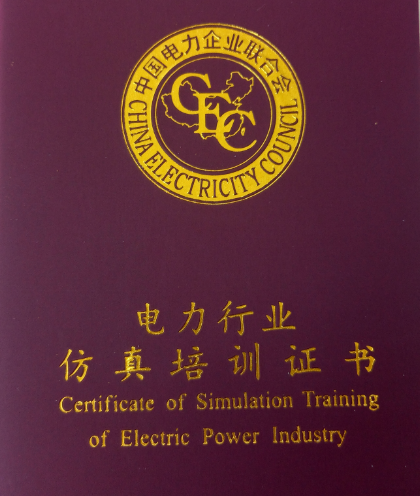 中国电力企业联合会
CEC
CHINA ELECTRICITY COUNCIL
电力行业
仿真培训证书
Certificate of Simulation Training
of Electric Power Industry